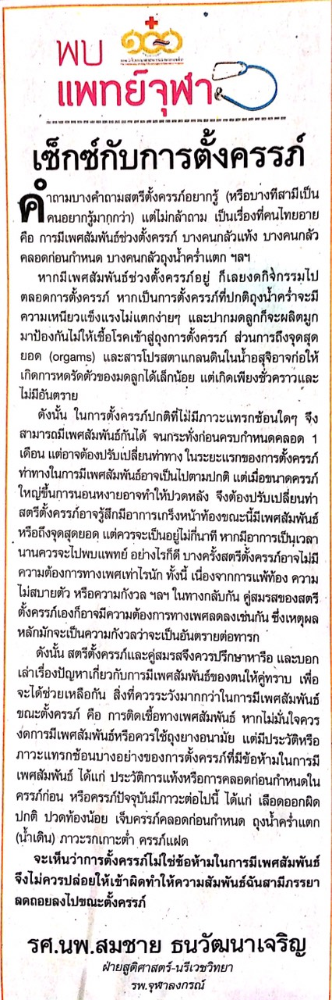 พบ
แพทย์จุฬา
เซ็กซ์กับการตั้งครรภ์
คำถามบางคำถามสตรีตั้งครรภ์อยากรู้ (หรือบางทีสามีเป็น
คนอยากรู้มากกว่า) แต่ไม่กล้าถาม เป็นเรื่องที่คนไทยอาย
คือ การมีเพศสัมพันธ์ช่วงตั้งครรภ์ บางคนกลัวแท้ง บางคนกลัว
คลอดก่อนกำหนด บางคนกลัวถุงน้ำคร่ำแตก ฯลฯ
หากมีเพศสัมพันธ์ช่วงตั้งครรภ์อยู่ ก็เลยงดกิจกรรมไป
ตลอดการตั้งครรภ์ หากเป็นการตั้งครรภ์ที่ปกติถุงน้ำคร่ำจะมี
ความเหนียวแข็งแรงไม่แตกง่ายๆ และปากมดลูกก็จะผลิตมูก
มาป้องกันไม่ให้เชื้อโรคเข้าสู่ถุงการตั้งครรภ์ ส่วนการถึงจุดสุด
ยอด (orgams) และสารโปรสตาแกลนดินในน้ำอสุจิอาจก่อให้
เกิดการหดรัดตัวของมดลูกได้เล็กน้อย แต่เกิดเพียงชั่วคราวและ
ไม่มีอันตราย
ดังนั้น ในการตั้งครรภ์ปกติที่ไม่มีภาวะแทรกซ้อนใดๆ จึง
สามารถมีเพศสัมพันธ์กันได้ จนกระทั่งก่อนครบกำหนดคลอด 1
เดือน แต่อาจต้องปรับเปลี่ยนท่าทาง ในระยะแรกของการตั้งครรภ์
ท่าทางในการมีเพศสัมพันธ์อาจเป็นไปตามปกติ แต่เมื่อขนาดครรภ์
ใหญ่ขึ้นการนอนหงายอาจทำให้ปวดหลัง จึงต้องปรับเปลี่ยนท่า
สตรีตั้งครรภ์อาจรู้สึกมีอาการเกร็งหน้าท้องขณะนี้มีเพศสัมพันธ์
หรือถึงจุดสุดยอด แต่ควรจะเป็นอยู่ไม่กี่นาที หากมีอาการเป็นเวลา
นานควรจะไปพบแพทย์ อย่างไรก็ดี บางครั้งสตรีตั้งครรภ์อาจไม่มี
ความต้องการทางเพศเท่าไรนัก ทั้งนี้ เนื่องจากการแพ้ท้อง ความ
ไม่สบายตัว หรือความกังวล ฯลฯ ในทางกลับกัน คู่สมรสของสตรี
ตั้งครรภ์เองก็อาจมีความต้องการทางเพศลดลงเช่นกัน ซึ่งเหตุผล
หลักมักจะเป็นความกังวลว่าจะเป็นอันตรายต่อทารก
ดังนั้น สตรีตั้งครรภ์และคู่สมรสจึงควรปรึกษาหารือ และบอก
เล่าเรื่องปัญหาเกี่ยวกับการมีเพศสัมพันธ์ของตนให้คู่ทราบ เพื่อ
จะได้ช่วยเหลือกัน สิ่งที่ควรระวังมากกว่าในการมีเพศสัมพันธ์
ขณะตั้งครรภ์ คือ การติดเชื้อทางเพศสัมพันธ์ หากไม่มั่นใจควร
งดการมีเพศสัมพันธ์หรือควรใช้ถุงยางอนามัย แต่มีประวัติหรือ
ภาวะแทรกซ้อนบางอย่างของการตั้งครรภ์ที่มีข้อห้ามในการมี
เพศสัมพันธ์ ได้แก่ ประวัติการแท้งหรือการคลอดก่อนกำหนดใน
ครรภ์ก่อน หรือครรภ์ปัจจุบันมีภาวะต่อไปนี้ ได้แก่ เลือดออกผิด
ปกติ ปวดท้องน้อย เจ็บครรภ์คลอดก่อนกำหนด ถุงน้ำคร่ำแตก
(น้ำเดิน) ภาวะรกเกาะต่ำ ครรภ์แฝด
จะเห็นว่าการตั้งครรภ์ไม่ใช่ข้อห้ามในการมีเพศสัมพันธ์
จึงไม่ควรปล่อยให้เข้าผิดทำให้ความสัมพันธ์ฉันสามีภรรยา
ลดถอยลงไปขณะตั้งครรภ์
รศ.นพ.สมชาย ธนวัฒนาเจริญ
ฝ่ายสูติศาสตร์-นรีเวชวิทยา
รพ.จุฬาลงกรณ์